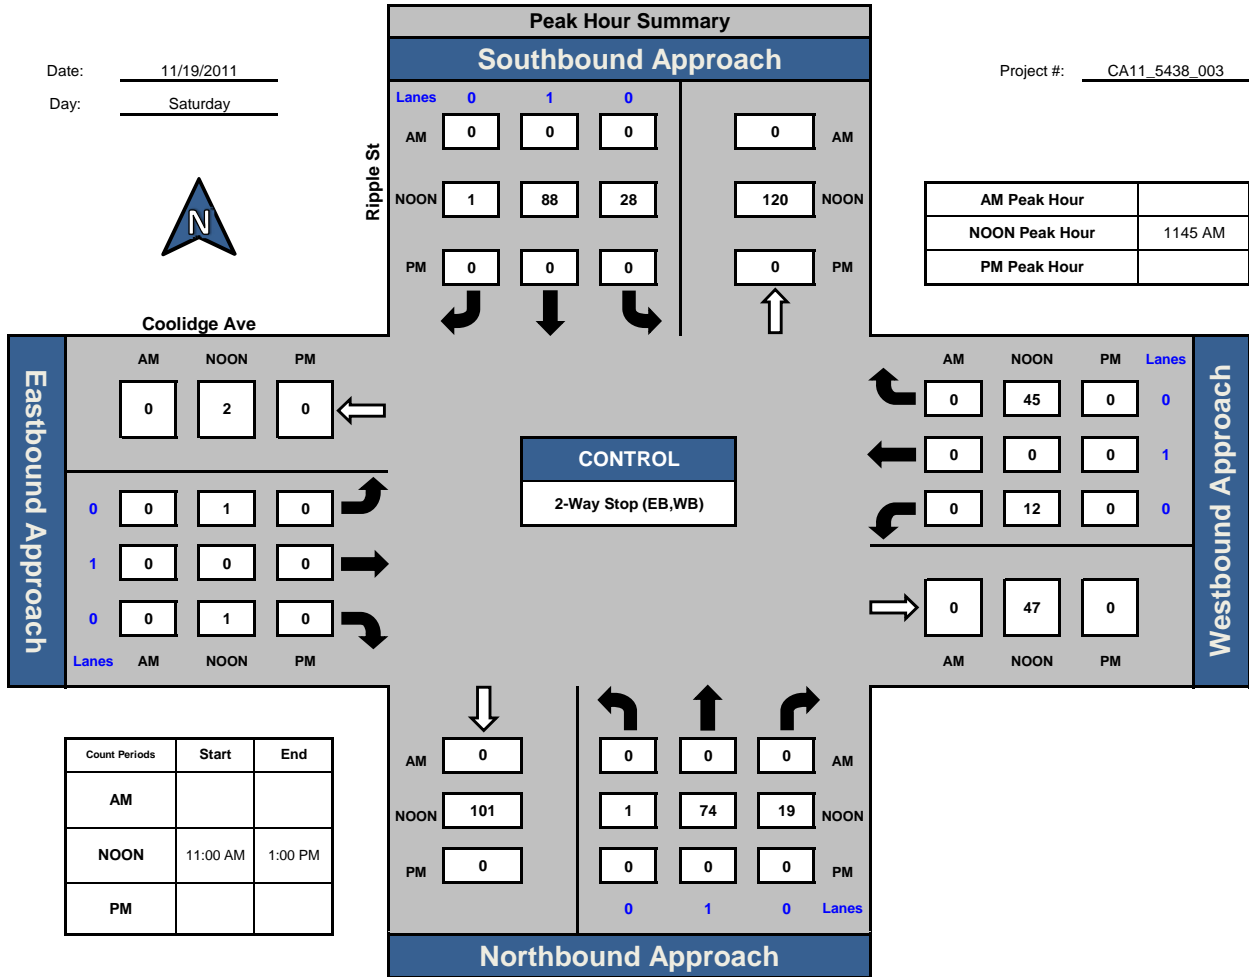 Peak Hour Summary
Southbound Approach
Date: 11/19/2011
Project #: CA11_5438_003
Day: Saturday
Lanes 0 1 0
AM 0 0 0 0 AM
Ripple St
N
NOON 1 88 28 120 NOON
PM 0 0 0 0 PM
AM Peak Hour
NOON Peak Hour 1145 AM
PM Peak Hour
Coolidge Ave
Eastbound Approach
AM NOON PM
0 2 0
0 0 1 0
1 0 0 0
0 0 1 0
Lanes AM NOON PM
CONTROL
2-Way Stop (EB,WB)
AM NOON PM Lanes
0 45 0 0
0 0 0 1
0 12 0 0
0 47 0
AM NOON PM
Westbound Approach
Count Periods Start End
AM
NOON 11:00 AM 1:00 PM
PM
AM 0 0 0 0 AM
NOON 101 1 74 19 NOON
PM 0 0 0 0 PM
0 1 0 Lanes
Northbound Approach